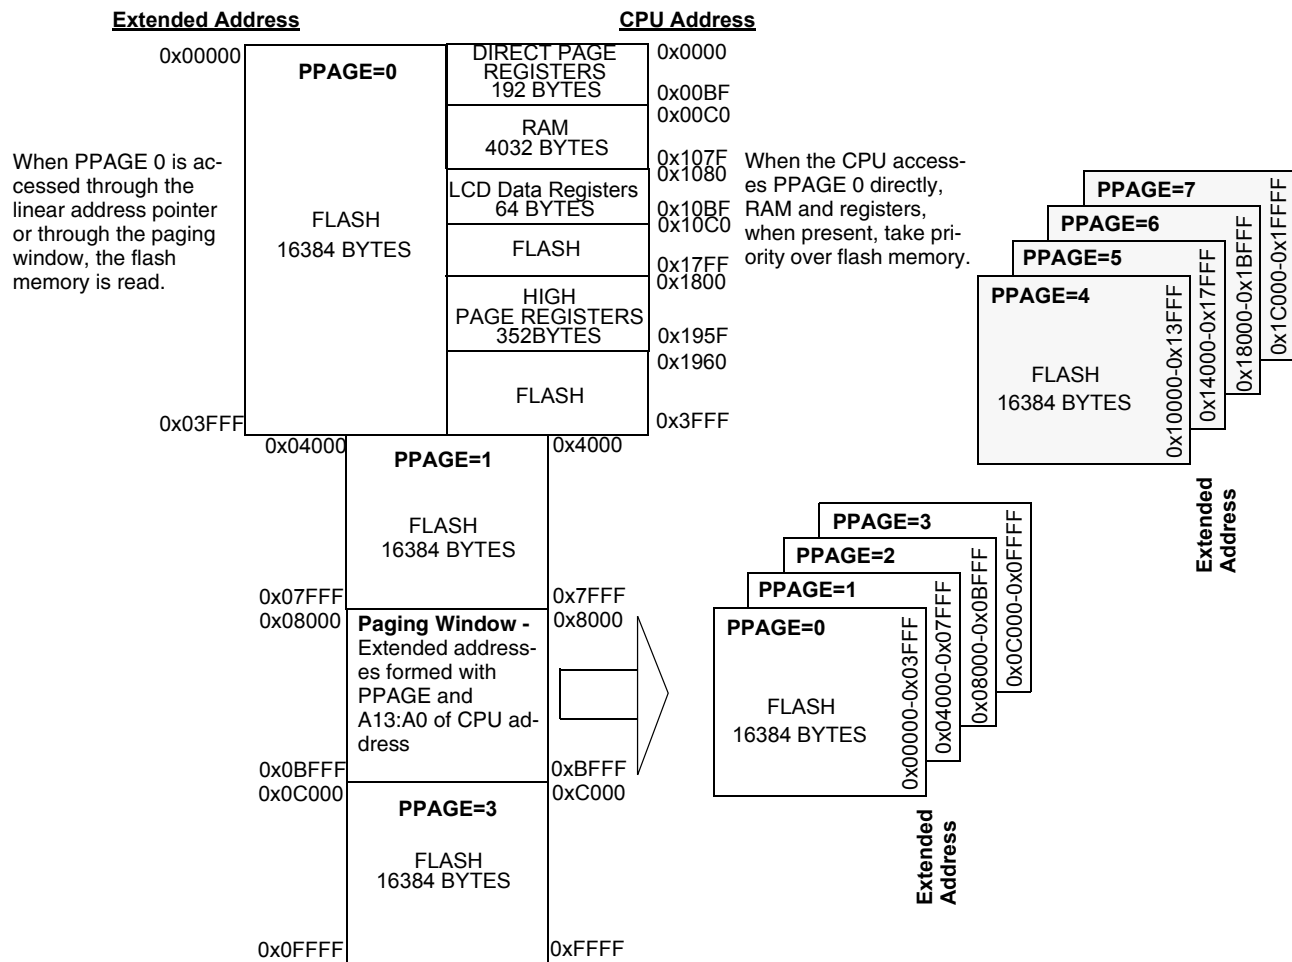 Extended Address
CPU Address
0x00000
PPAGE=0
FLASH
16384 BYTES
0x03FFF
When PPAGE 0 is ac-
cessed through the
linear address pointer
or through the paging
window, the flash
memory is read.
DIRECT PAGE
REGISTERS
192 BYTES
0x0000
0x00BF
RAM
4032 BYTES
0x00C0
0x107F
LCD Data Registers
64 BYTES
0x1080
0x10BF
FLASH
0x10C0
0x17FF
HIGH
PAGE REGISTERS
352BYTES
0x1800
0x195F
FLASH
0x1960
0x3FFF
When the CPU access-
es PPAGE 0 directly,
RAM and registers,
when present, take pri-
ority over flash memory.
0x04000
PPAGE=1
0x4000
FLASH
16384 BYTES
0x07FFF
0x7FFF
0x08000
Paging Window -
Extended address-
es formed with
PPAGE and
A13:A0 of CPU ad-
dress
0x8000
0x0BFFF
0xBFFF
0x0C000
PPAGE=3
0xC000
FLASH
16384 BYTES
0x0FFFF
0xFFFF
PPAGE=7
0x1C000-0x1FFFF
PPAGE=6
0x18000-0x1BFFF
PPAGE=5
0x14000-0x17FFF
PPAGE=4
FLASH
16384 BYTES
0x10000-0x13FFF
Extended
Address
PPAGE=3
0x0C000-0x0FFFF
PPAGE=2
0x08000-0x0BFFF
PPAGE=1
0x04000-0x07FFF
PPAGE=0
FLASH
16384 BYTES
0x00000-0x03FFF
Extended
Address